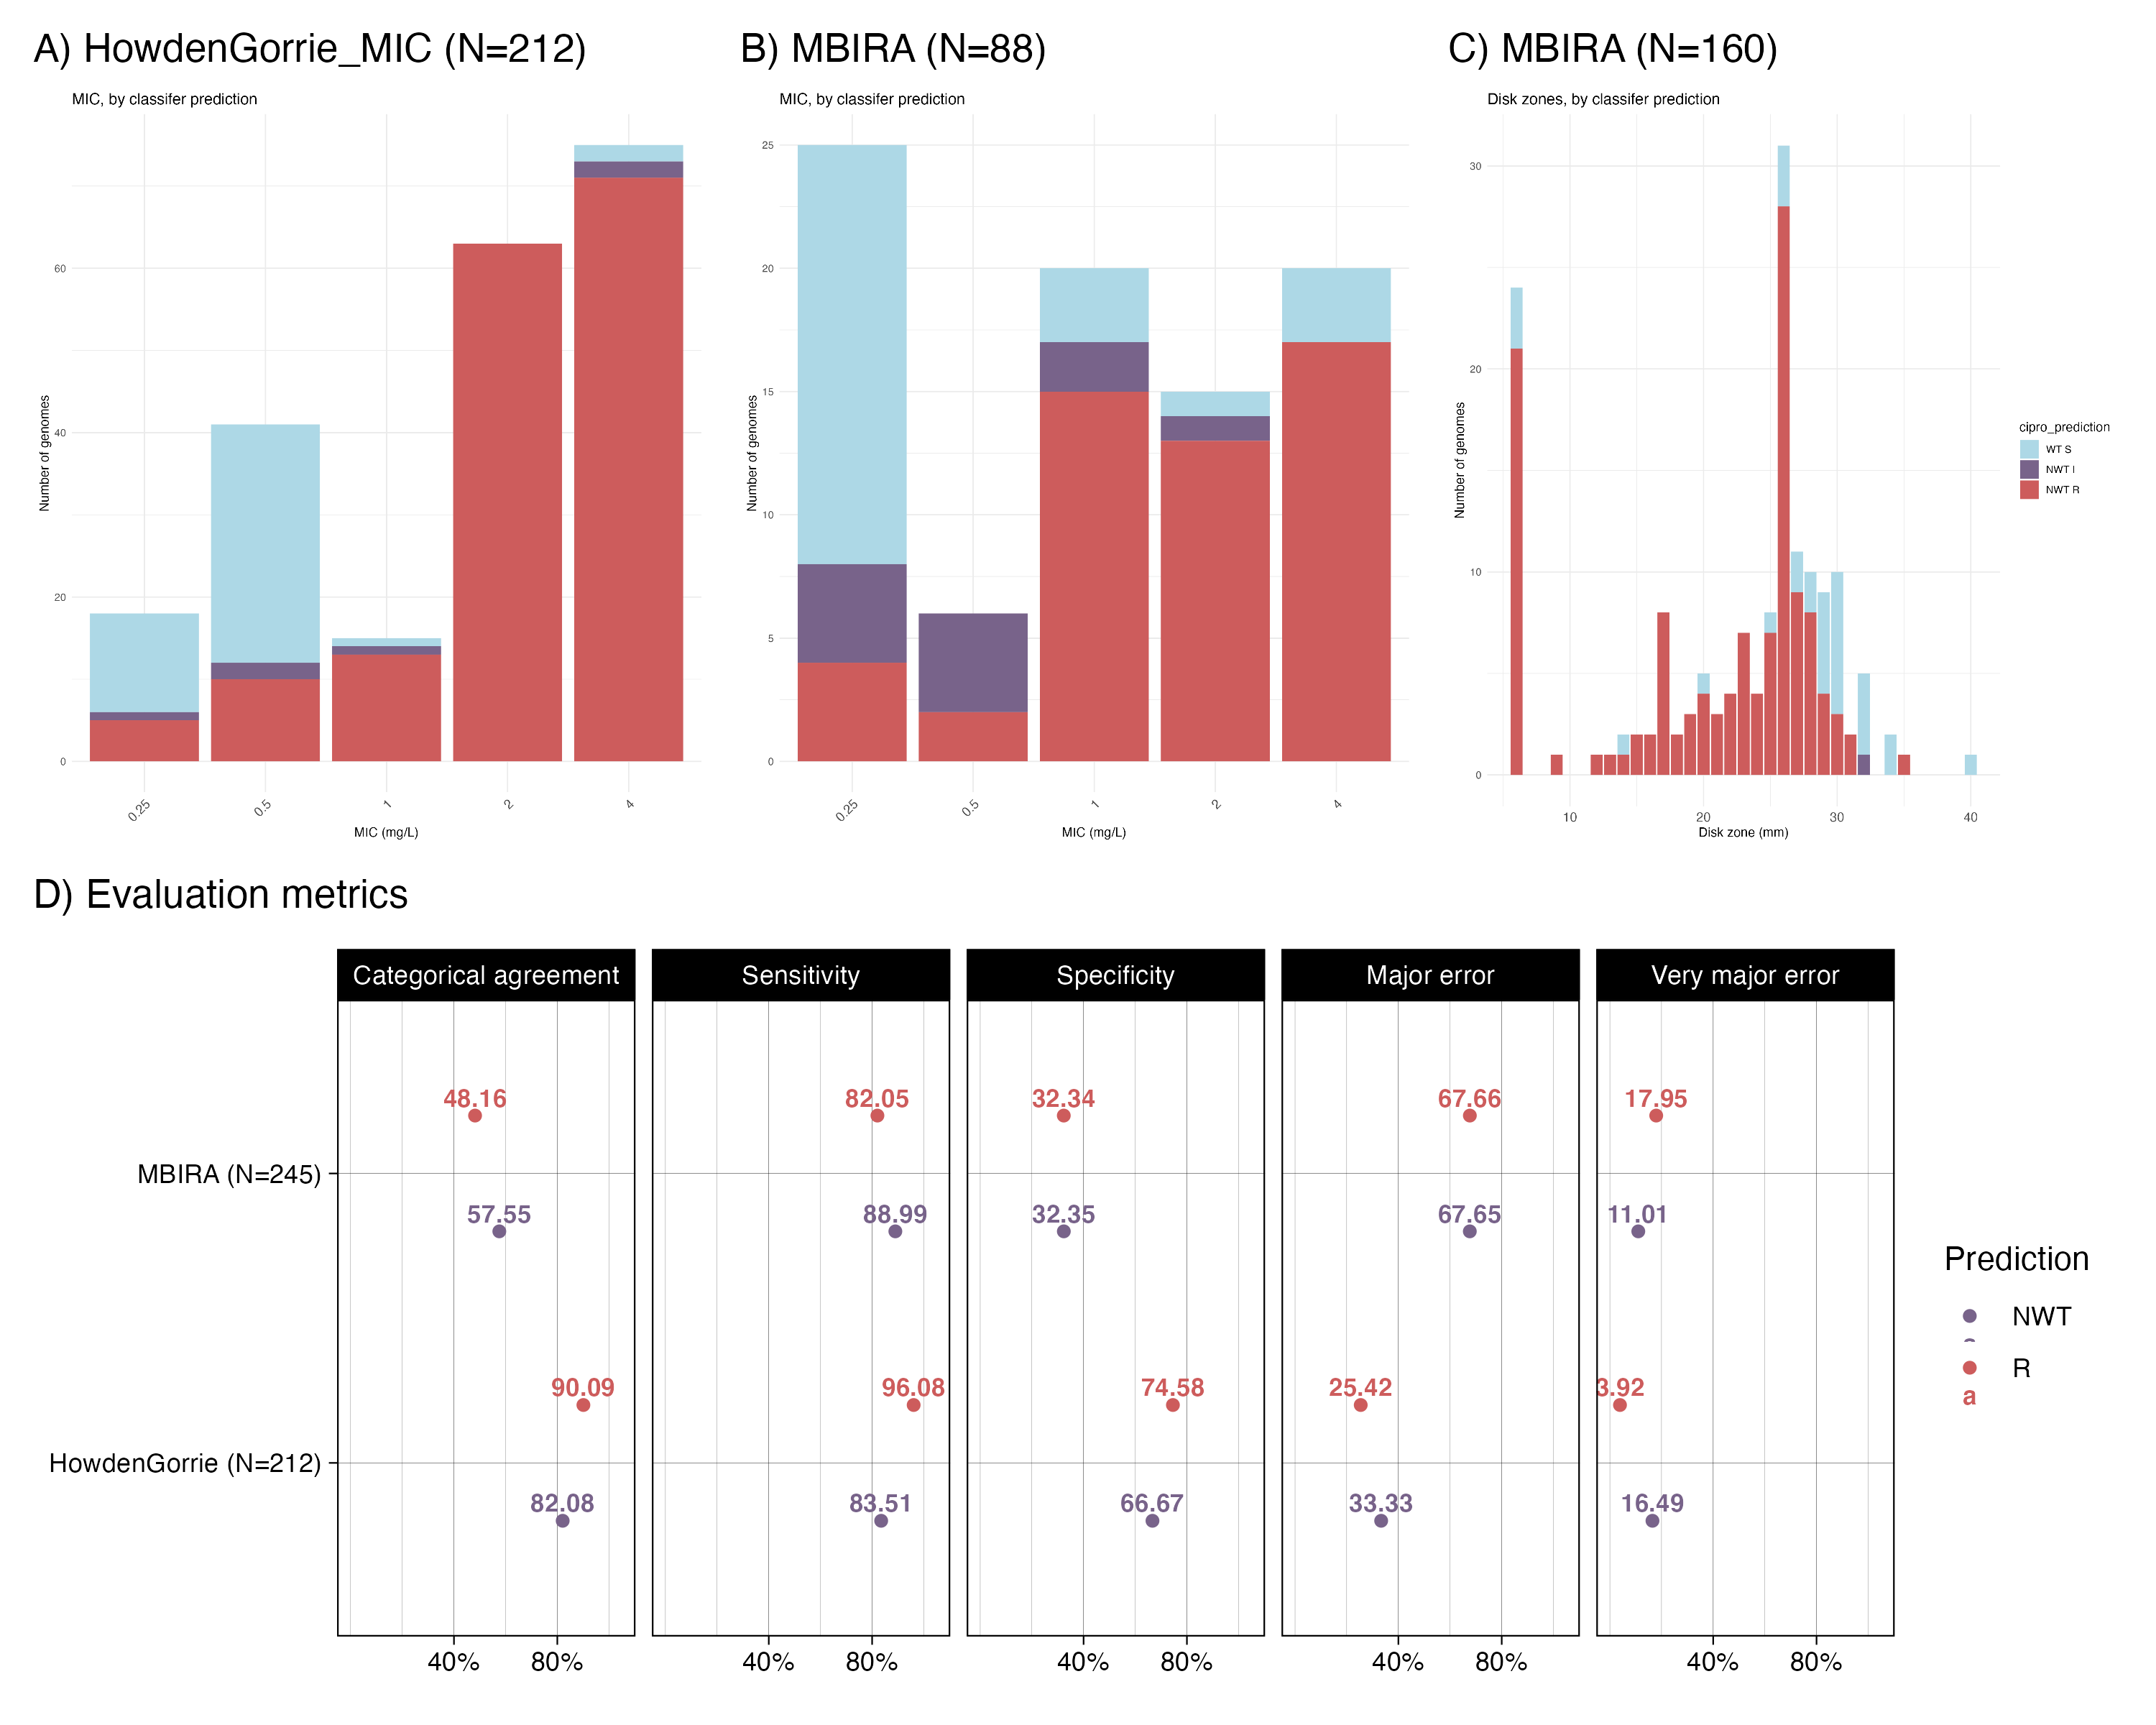 A) HowdenGorrie_MIC (N=212)
MIC, by classifer prediction
Number of genomes
60
40
20
0
0.25
0.5
1
2
4
MIC (mg/L)
B) MBIRA (N=88)
MIC, by classifer prediction
Number of genomes
25
20
15
10
5
0
0.25
0.5
1
2
4
MIC (mg/L)
C) MBIRA (N=160)
Disk zones, by classifer prediction
Number of genomes
30
20
10
0
10
20
30
40
Disk zone (mm)
cipro_prediction
WT S
NWT I
NWT R
D) Evaluation metrics
Categorical agreement
Sensitivity
Specificity
Major error
Very major error
MBIRA (N=245)
48.16
82.05
32.34
67.66
17.95
57.55
88.99
32.35
67.65
11.01
HowdenGorrie (N=212)
90.09
96.08
74.58
25.42
3.92
82.08
83.51
66.67
33.33
16.49
40%
80%
40%
80%
40%
80%
40%
80%
40%
80%
Prediction
NWT
R
a